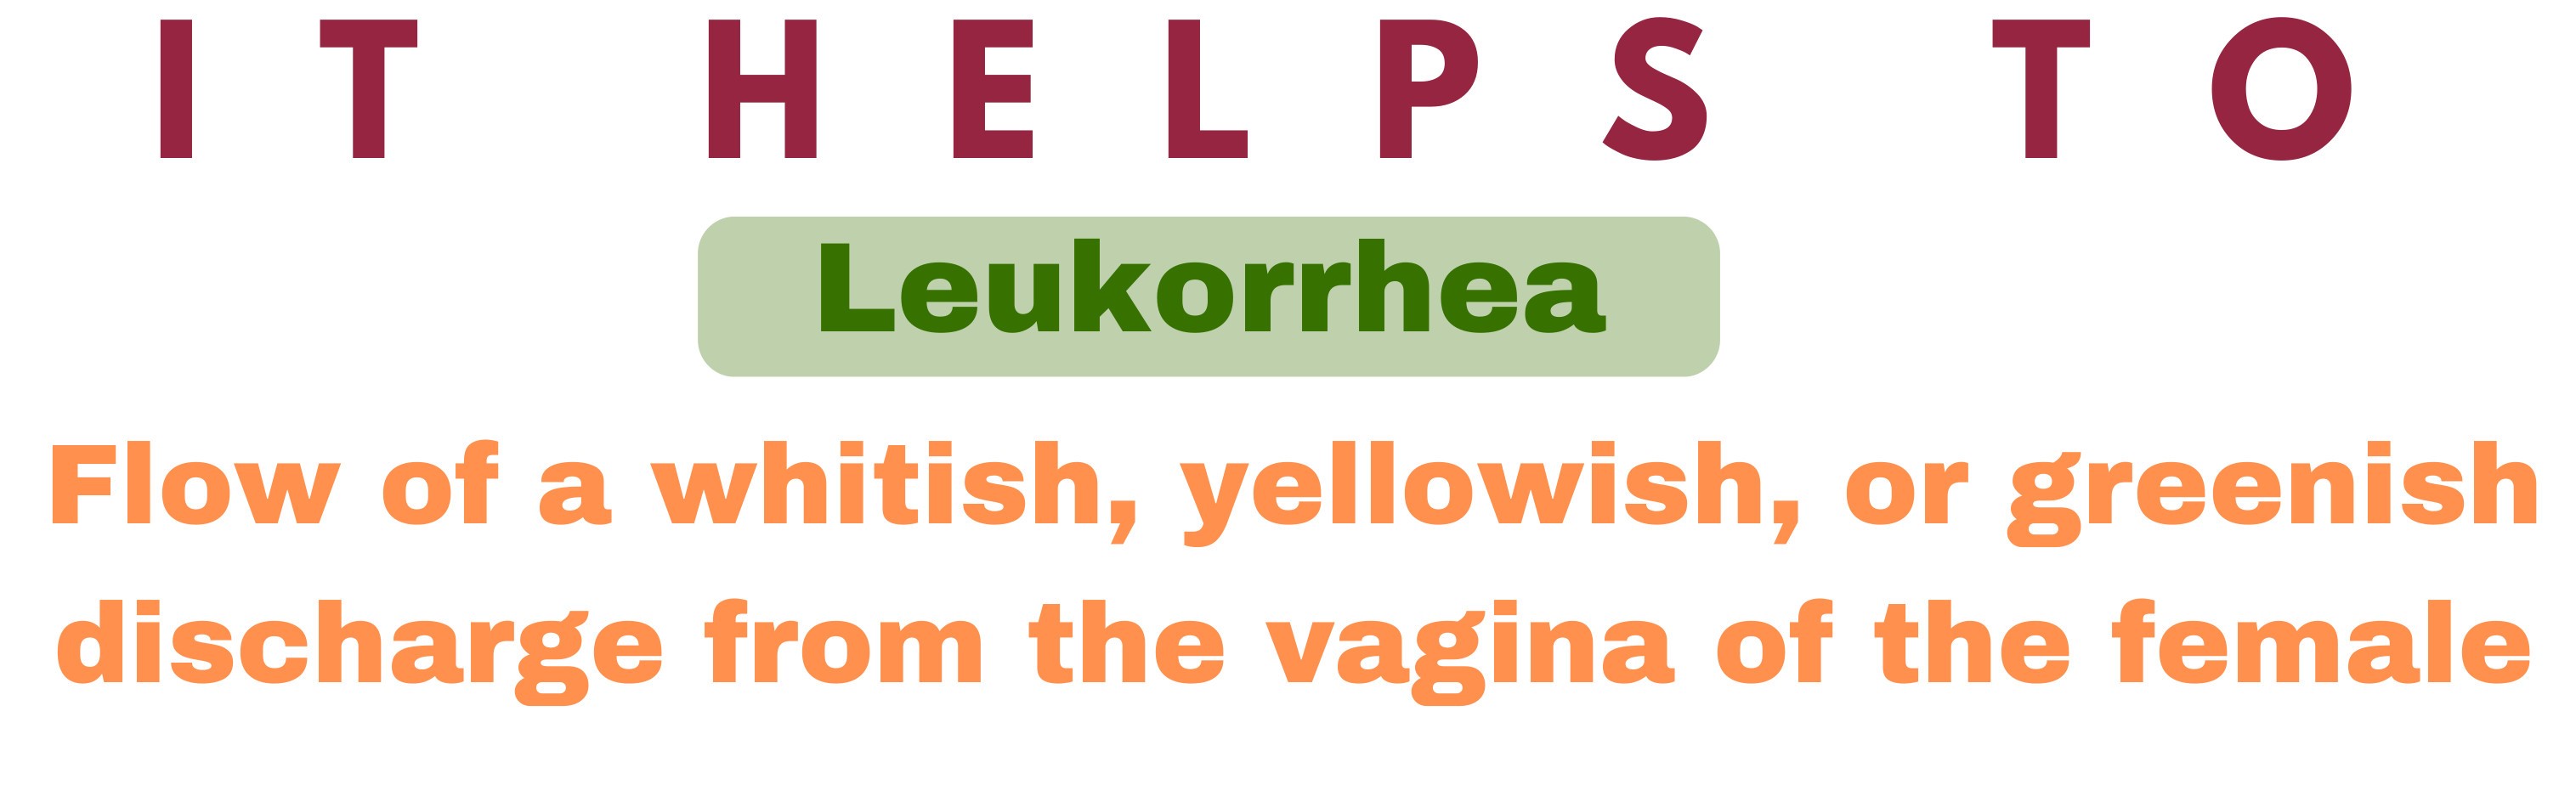 IT HELPS TO
Leukorrhea
Flow of a whitish, yellowish, or greenish
discharge from the vagina of the female